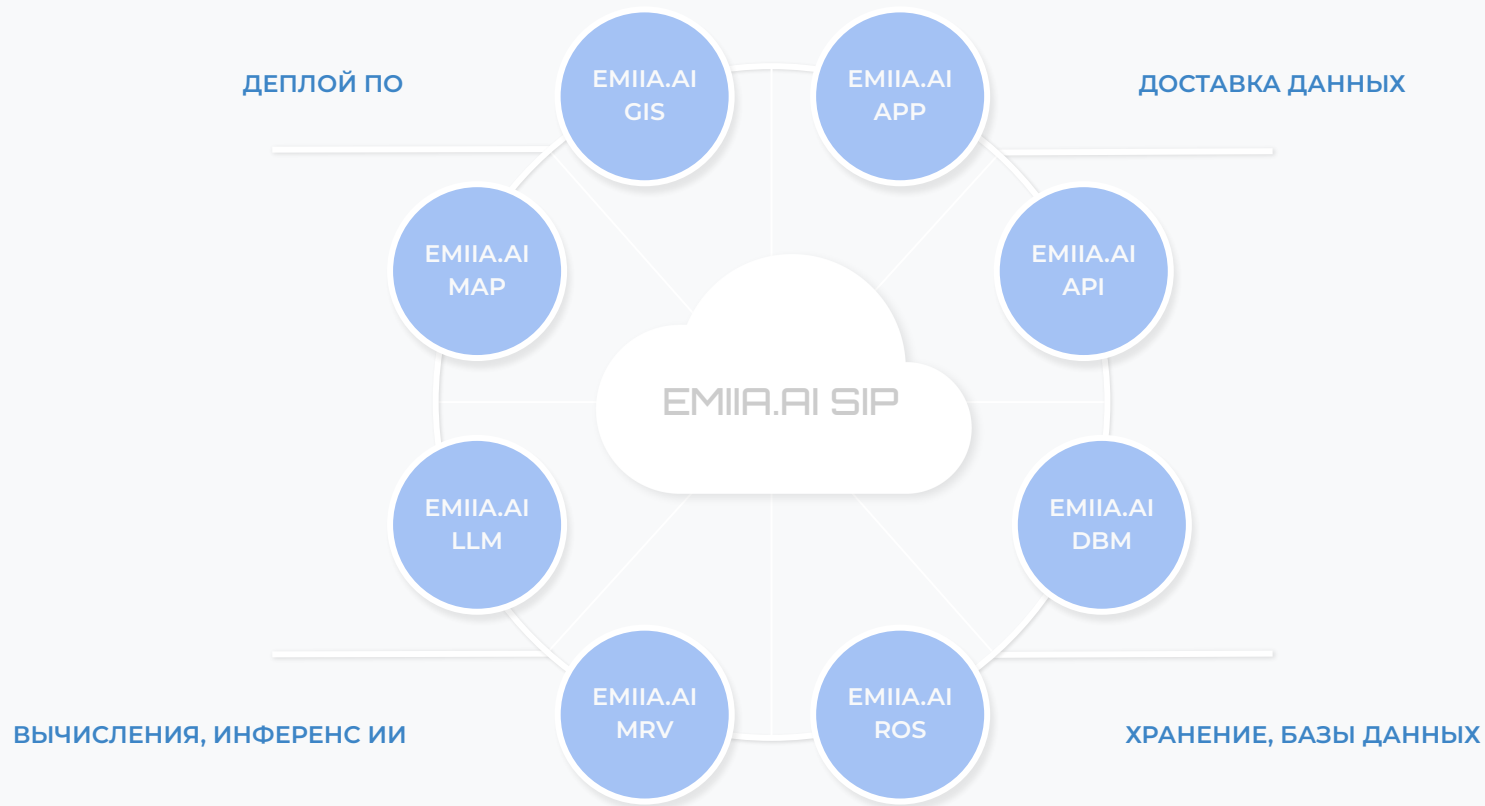 ДЕПЛОЙ ПО
EMIIA.AI
GIS
EMIIA.AI
APP
ДОСТАВКА ДАННЫХ
EMIIA.AI
MAP
EMIIA.AI
API
EMIIA.AI SIP
EMIIA.AI
LLM
EMIIA.AI
DBM
ВЫЧИСЛЕНИЯ, ИНФЕРЕНС ИИ
EMIIA.AI
MRV
EMIIA.AI
ROS
ХРАНЕНИЕ, БАЗЫ ДАННЫХ